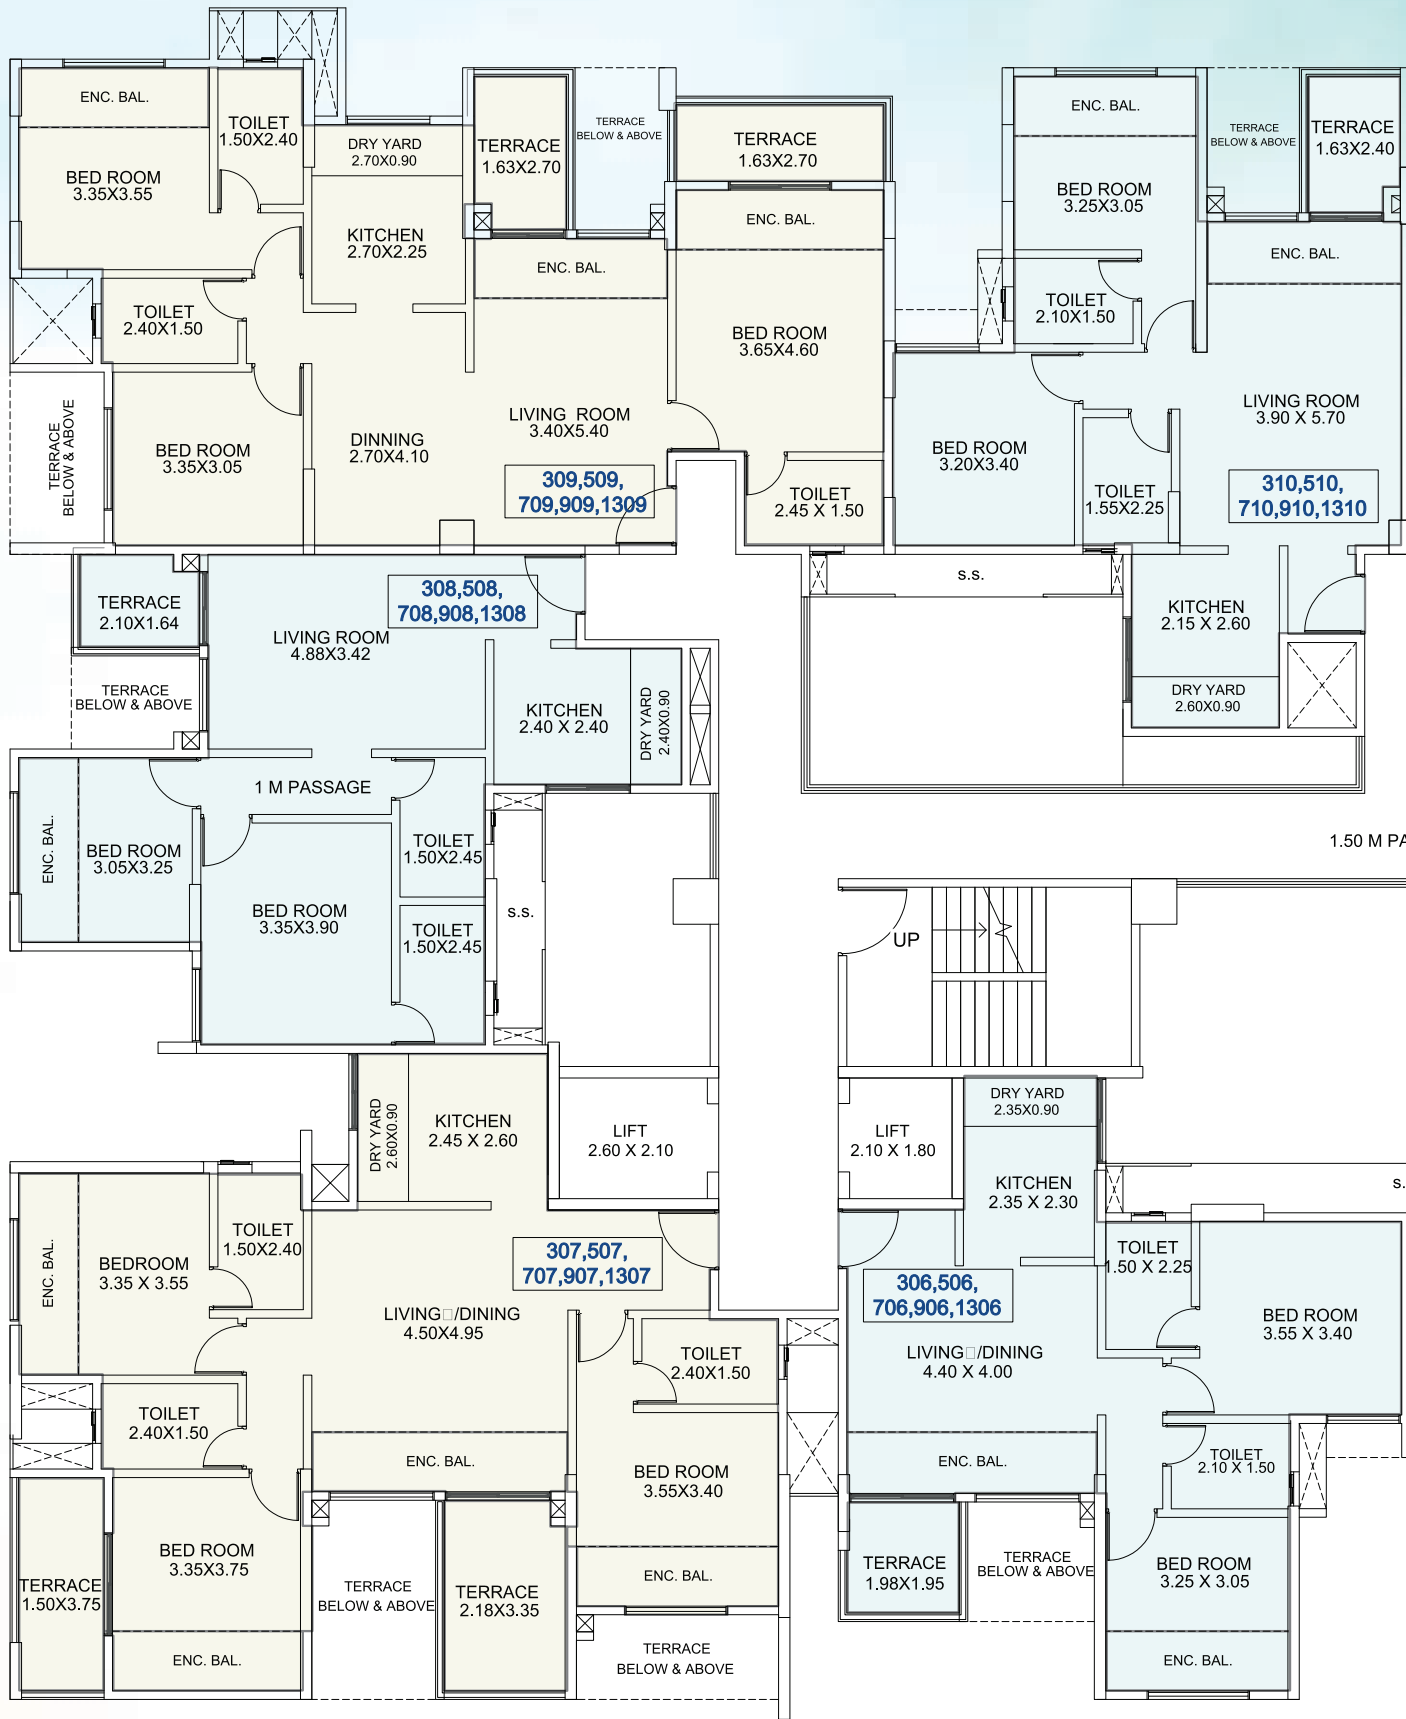 ENC. BAL.
TOILET
1.50X2.40
BED ROOM
3.35X3.55
DRY YARD
2.70X0.90
KITCHEN
2.70X2.25
TERRACE
1.63X2.70
TERRACE
BELOW & ABOVE
TERRACE
1.63X2.70
ENC. BAL.
ENC. BAL.
BED ROOM
3.65X4.60
TOILET
2.40X1.50
TERRACE
BELOW & ABOVE
BED ROOM
3.35X3.05
DINNING
2.70X4.10
LIVING ROOM
3.40X5.40
309,509,
709,909,1309
TOILET
2.45 X 1.50
ENC. BAL.
BED ROOM
3.25X3.05
TERRACE
BELOW & ABOVE
TERRACE
1.63X2.40
ENC. BAL.
TOILET
2.10X1.50
LIVING ROOM
3.90 X 5.70
BED ROOM
3.20X3.40
TOILET
1.55X2.25
310,510,
710,910,1310
s.s.
KITCHEN
2.15 X 2.60
DRY YARD
2.60X0.90
TERRACE
2.10X1.64
308,508,
708,908,1308
LIVING ROOM
4.88X3.42
TERRACE
BELOW & ABOVE
KITCHEN
2.40 X 2.40
DRY YARD
2.40X0.90
1 M PASSAGE
ENC. BAL.
BED ROOM
3.05X3.25
TOILET
1.50X2.45
BED ROOM
3.35X3.90
TOILET
1.50X2.45
s.s.
1.50 M PA
UP
DRY YARD
2.60X0.90
KITCHEN
2.45 X 2.60
LIFT
2.60 X 2.10
LIFT
2.10 X 1.80
DRY YARD
2.35X0.90
KITCHEN
2.35 X 2.30
s.
ENC. BAL.
BEDROOM
3.35 X 3.55
TOILET
1.50X2.40
307,507,
707,907,1307
LIVING□/DINING
4.50X4.95
TOILET
2.40X1.50
TOILET
2.40X1.50
ENC. BAL.
BED ROOM
3.55X3.40
BED ROOM
3.35X3.75
TERRACE
1.50X3.75
TERRACE
BELOW & ABOVE
TERRACE
2.18X3.35
ENC. BAL.
ENC. BAL.
TERRACE
BELOW & ABOVE
306,506,
706,906,1306
LIVING□/DINING
4.40 X 4.00
TOILET
1.50 X 2.25
BED ROOM
3.55 X 3.40
ENC. BAL.
TOILET
2.10 X 1.50
TERRACE
1.98X1.95
TERRACE
BELOW & ABOVE
BED ROOM
3.25 X 3.05
ENC. BAL.